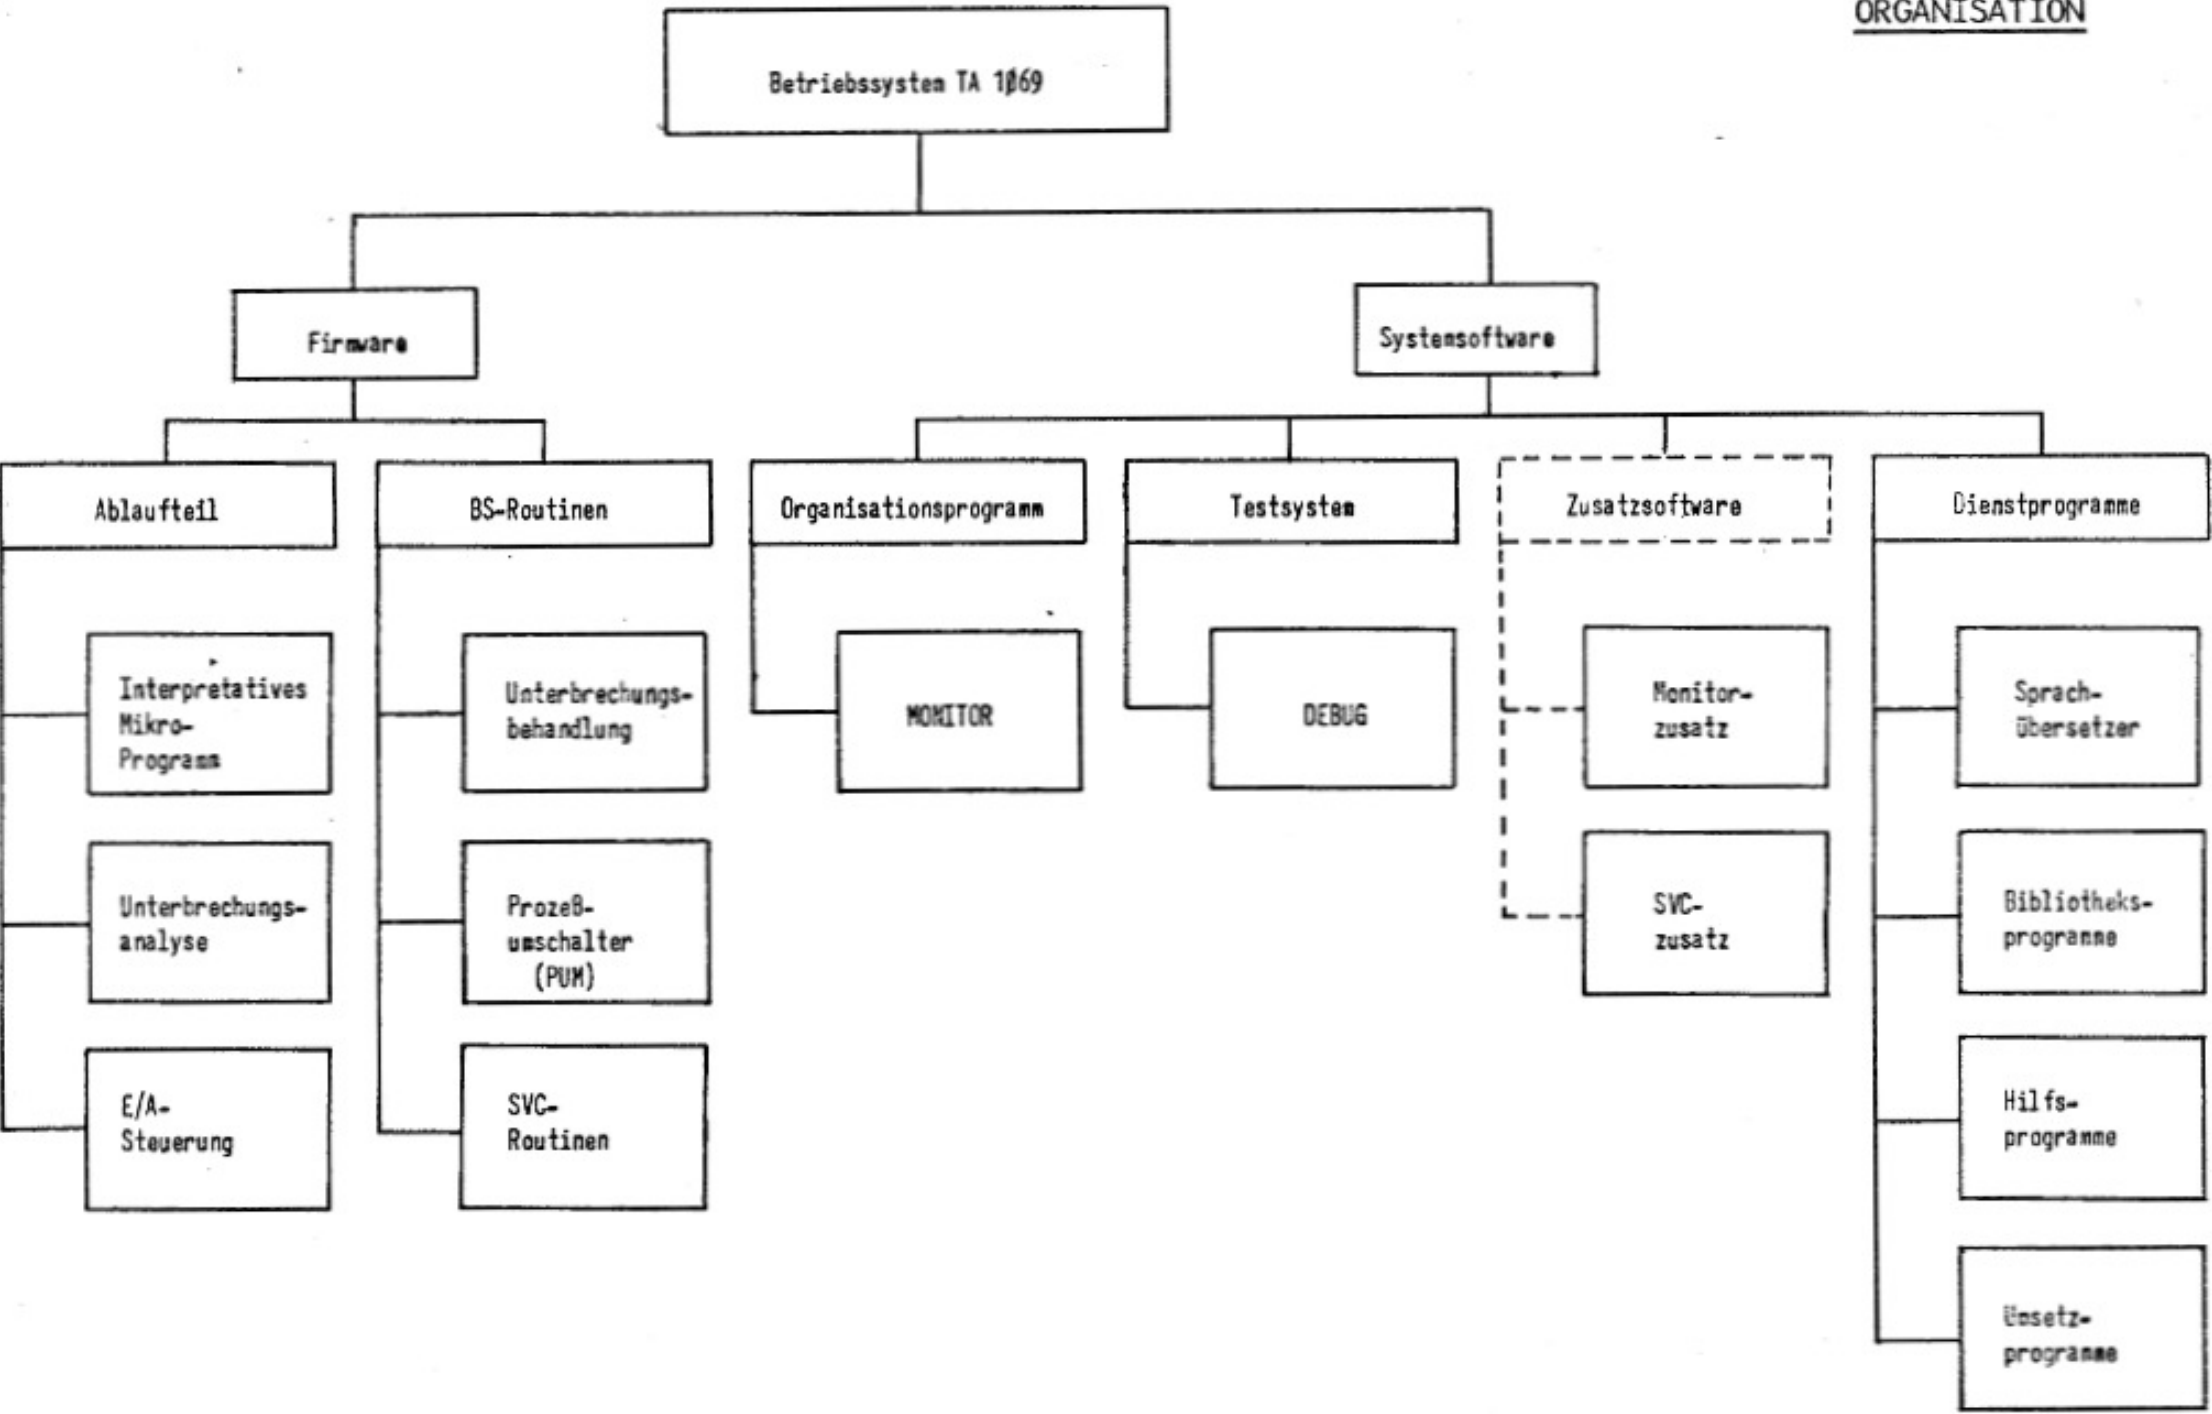 ORGANISATION
Betriebssystem TA 1Ø69
Firmware
Systemsoftware
Ablaufteil
BS-Routinen
Organisationsprogramm
Testsystem
Zusatzsoftware
Dienstprogramme
Interpretatives
Mikro-
Programm
Unterbrechungs-
behandlung
MONITOR
DEBUG
Monitor-
zusatz
Sprach-
übersetzer
Unterbrechungs-
analyse
Prozeß-
umschalter
(PUM)
SVC-
zusatz
Bibliotheks-
programme
E/A-
Steuerung
SVC-
Routinen
Hilfs-
programme
Umsetz-
programme